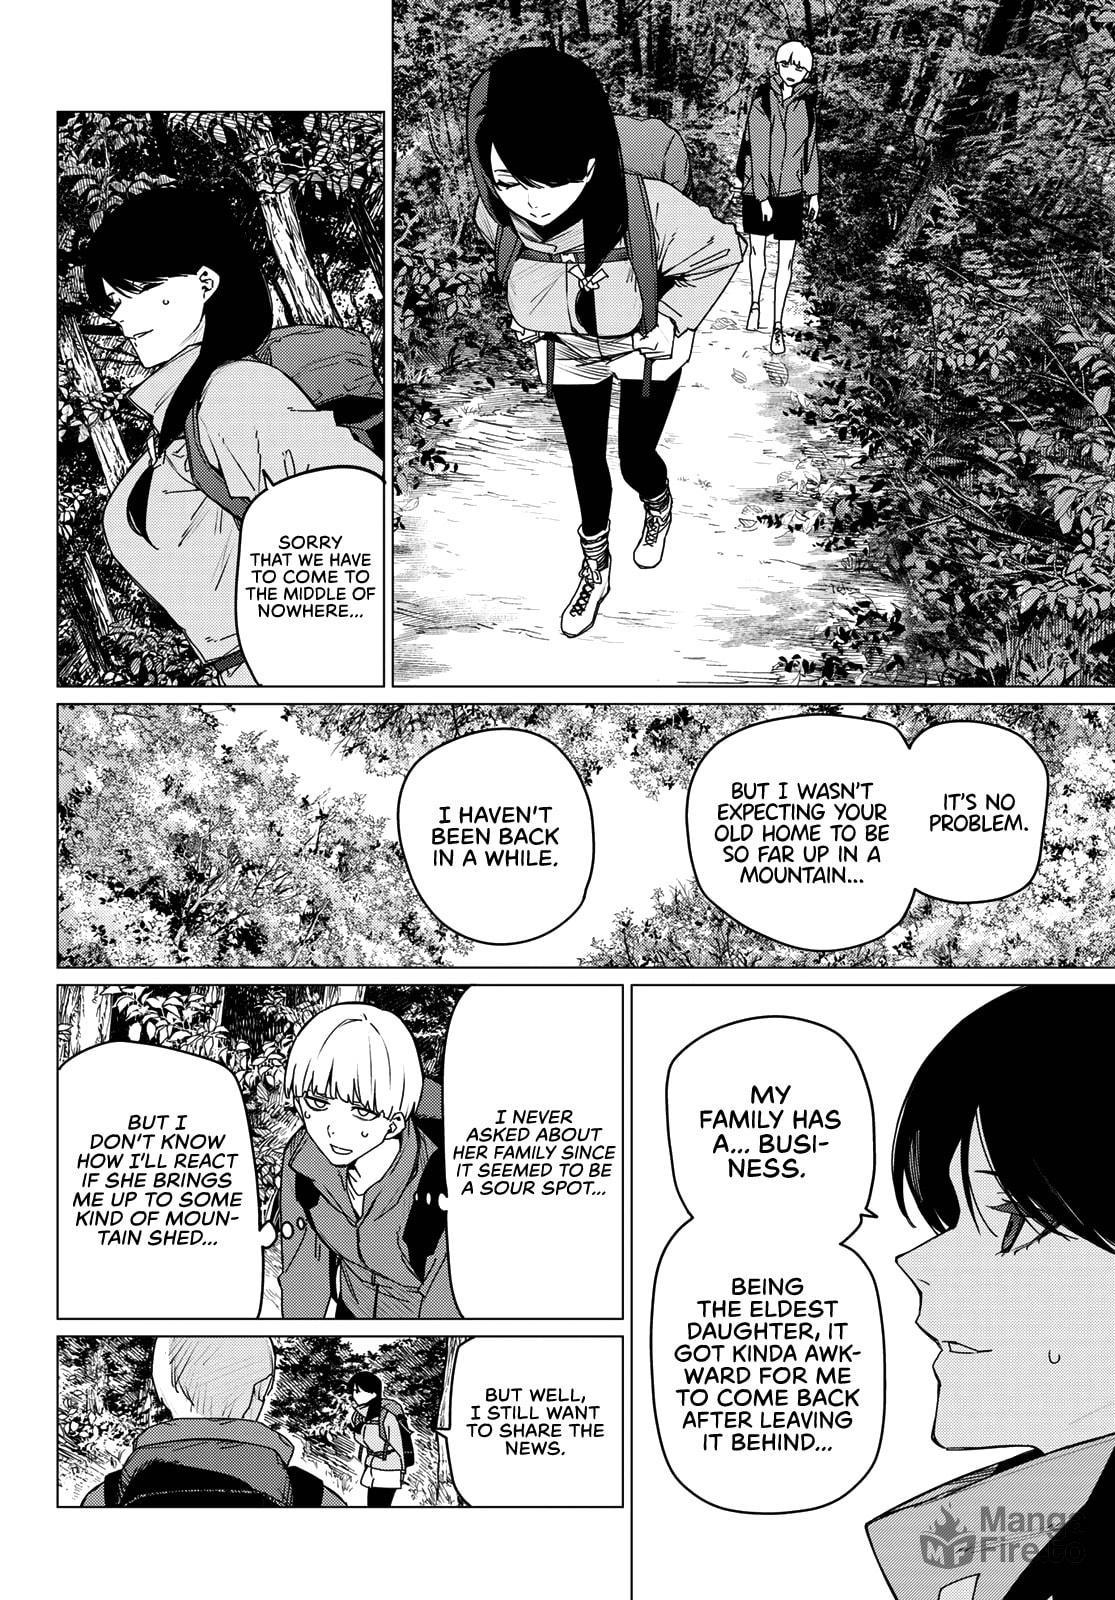 SORRY
THAT WE HAVE
TO COME TO
THE MIDDLE OF
NOWHERE...
IT'S NO
PROBLEM.
BUT I WASN'T
EXPECTING YOUR
OLD HOME TO BE
SO FAR UP IN A
MOUNTAIN...
I HAVEN'T
BEEN BACK
IN A WHILE.
MY
FAMILY HAS
A... BUSI-
NESS.
BEING
THE ELDEST
DAUGHTER, IT
GOT KINDA AWK-
WARD FOR ME
TO COME BACK
AFTER LEAVING
IT BEHIND...
I NEVER
ASKED ABOUT
HER FAMILY SINCE
IT SEEMED TO BE
A SOUR SPOT...
BUT I
DON'T KNOW
HOW I'LL REACT
IF SHE BRINGS
ME UP TO SOME
KIND OF MOUN-
TAIN SHED...
BUT WELL,
I STILL WANT
TO SHARE THE
NEWS.
Manga
MF Fire.to